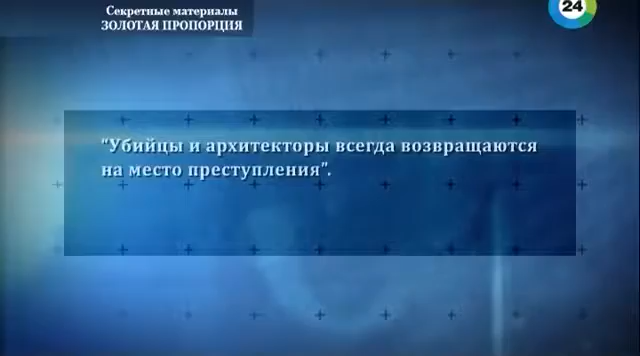 Секретные материалы
ЗОЛОТАЯ ПРОПОРЦИЯ
24
“Убийцы и архитекторы всегда возвращаются
на место преступления”.